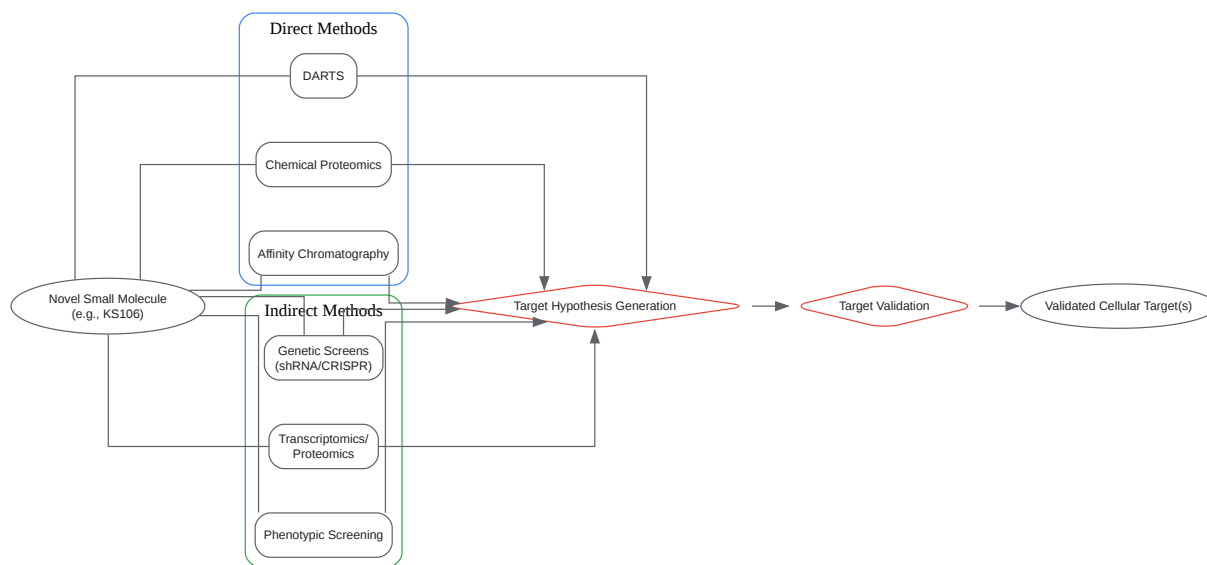 Direct Methods
DARTS
Chemical Proteomics
Affinity Chromatography
Novel Small Molecule
(e.g., KS106)
Indirect Methods
Genetic Screens
(shRNA/CRISPR)
Transcriptomics/
Proteomics
Phenotypic Screening
Target Hypothesis Generation
Target Validation
Validated Cellular Target(s)